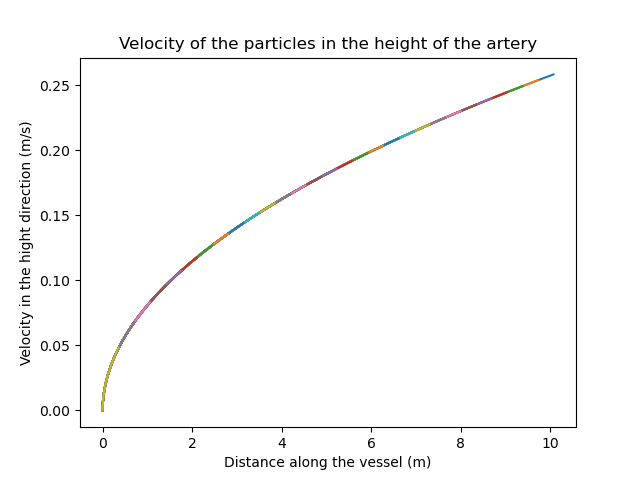 Velocity of the particles in the height of the artery
Velocity in the hight direction (m/s)
0.25
0.20
0.15
0.10
0.05
0.00
0 2 4 6 8 10
Distance along the vessel (m)